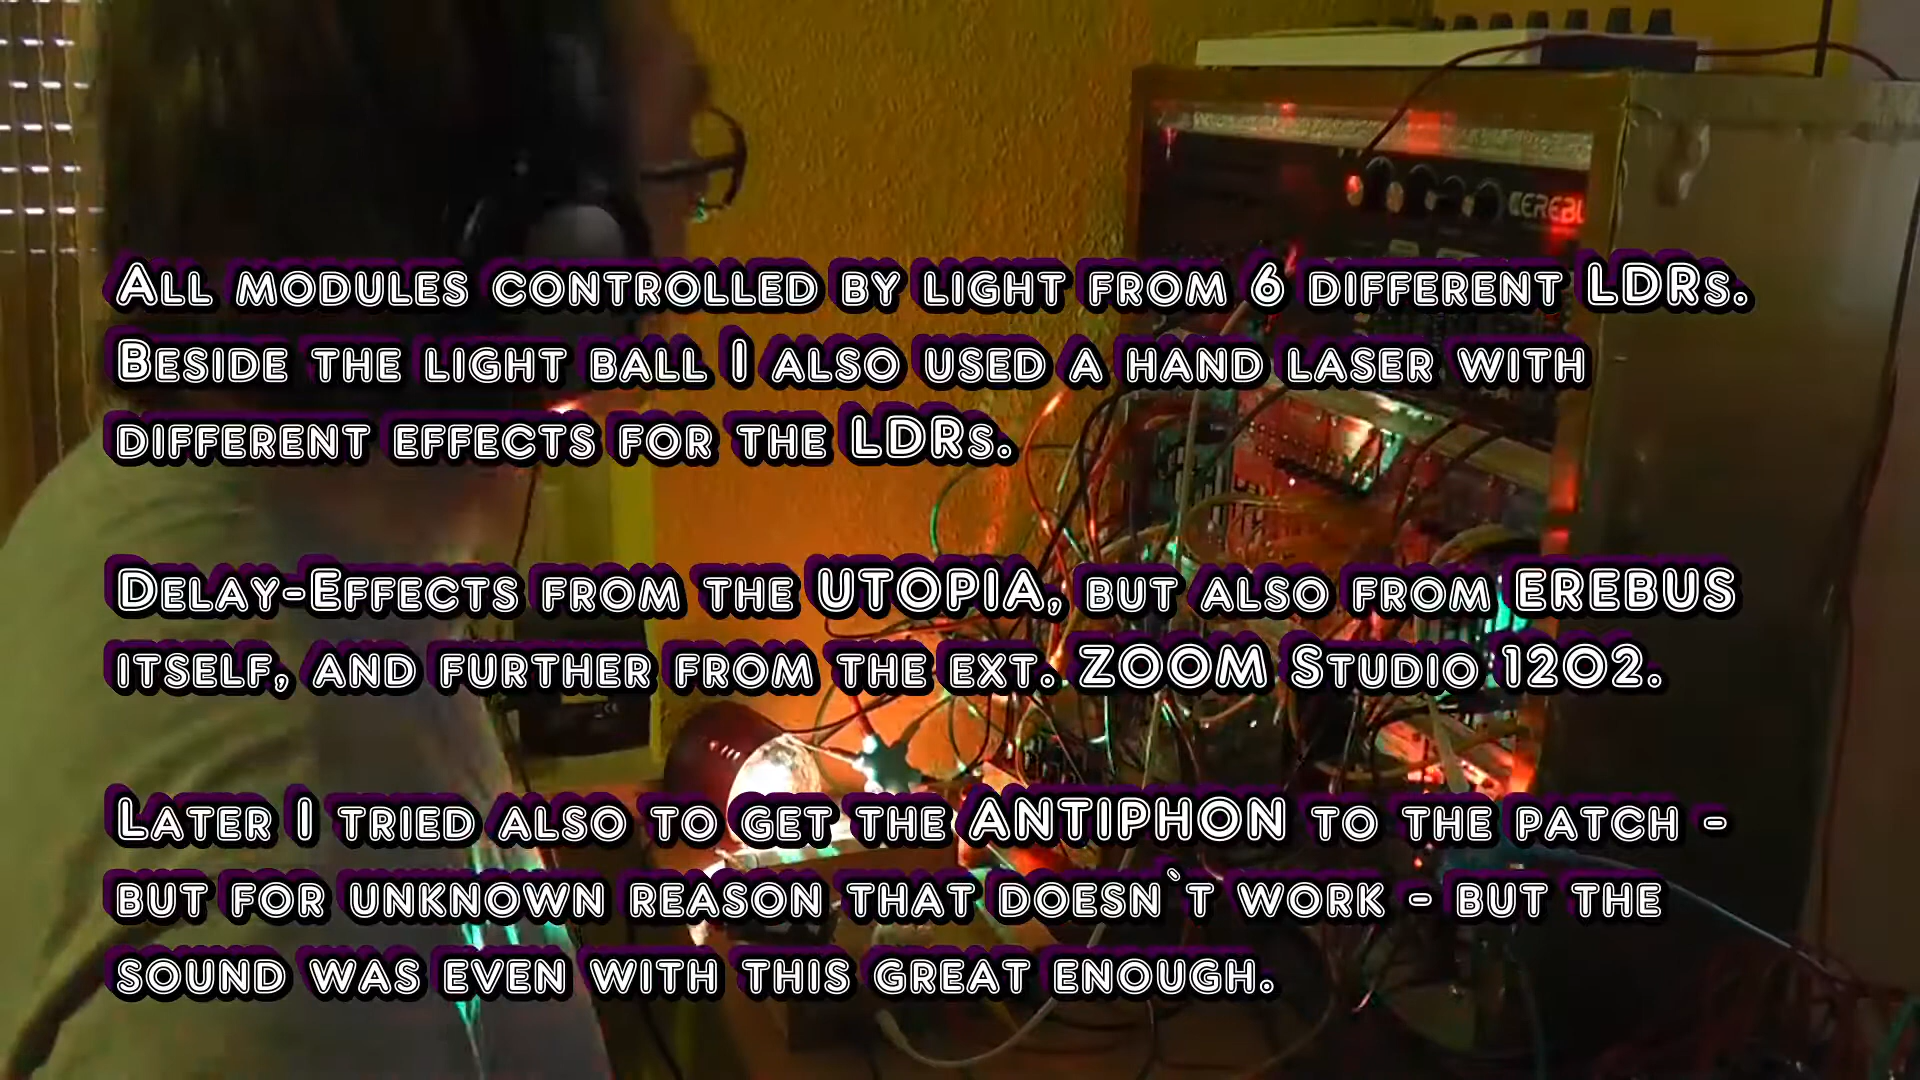 CEREBL
All modules controlled by light from 6 different LDRs.
Beside the light ball I also used a hand laser with
different effects for the LDRs.
Delay-Effects from the UTOPIA, but also from EREBUS
itself, and further from the ext. ZOOM Studio 1202.
Later I tried also to get the ANTIPHON to the patch -
but for unknown reason that doesn`t work - but the
sound was even with this great enough.